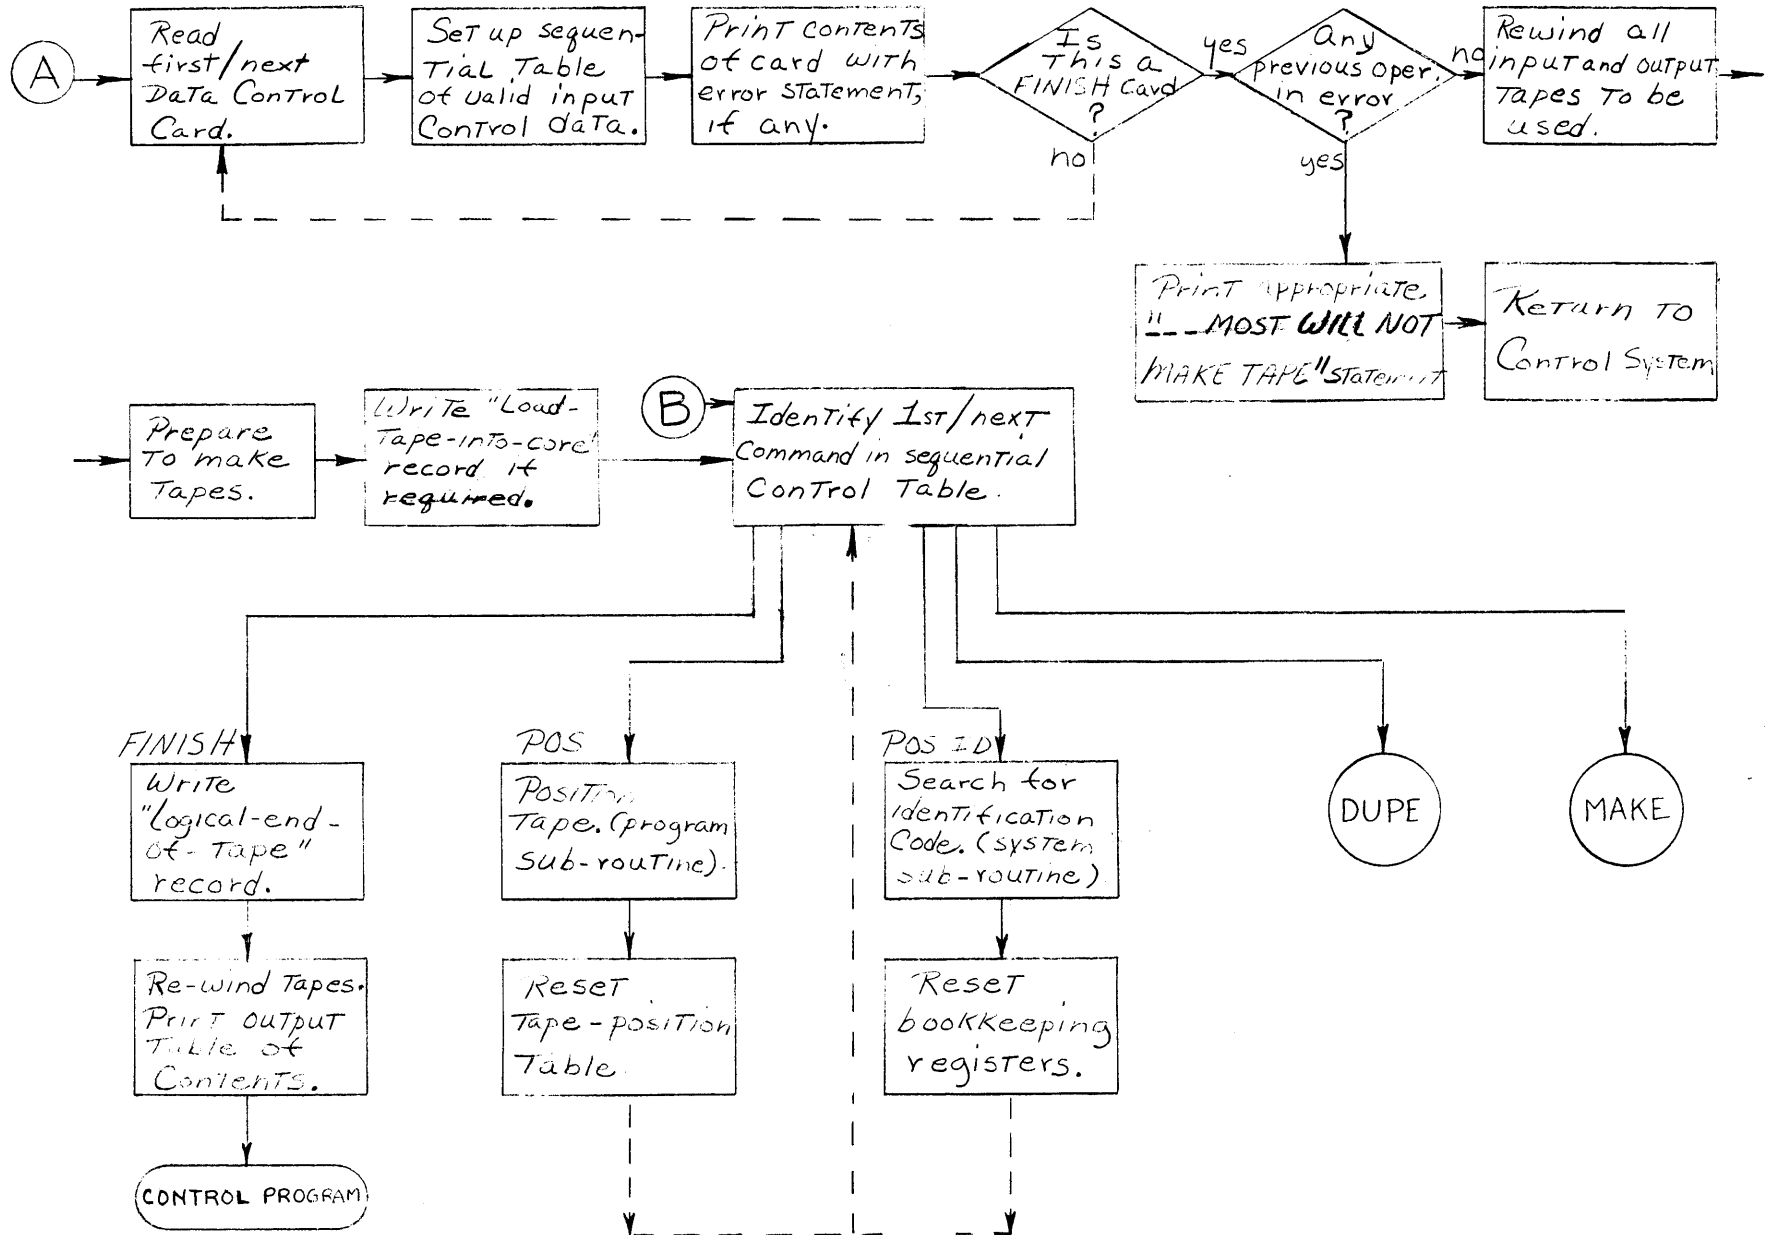 A
Read
first/next
Data Control
Card.
Set up sequen-
tial Table
of valid input
Control data.
Print contents
of card with
error statement,
if any.
Is
This a
FINISH Card
?
yes
no
Any
previous oper.
in error
?
no
yes
Rewind all
input and output
Tapes to be
used.
Print appropriate
"--- MOST WILL NOT
MAKE TAPE" statement
Return to
Control System
Prepare
to make
Tapes.
Write "Load-
Tape-into-core"
record if
required.
B
Identify 1st/next
Command in sequential
Control Table.
FINISH
Write
"Logical-end-
of-Tape"
record.
Re-wind Tapes.
Print output
Table of
Contents.
CONTROL PROGRAM
POS
Position
Tape. (program
sub-routine).
Reset
Tape-position
Table.
POS ID
Search for
identification
Code. (system
sub-routine)
Reset
bookkeeping
registers.
DUPE
MAKE